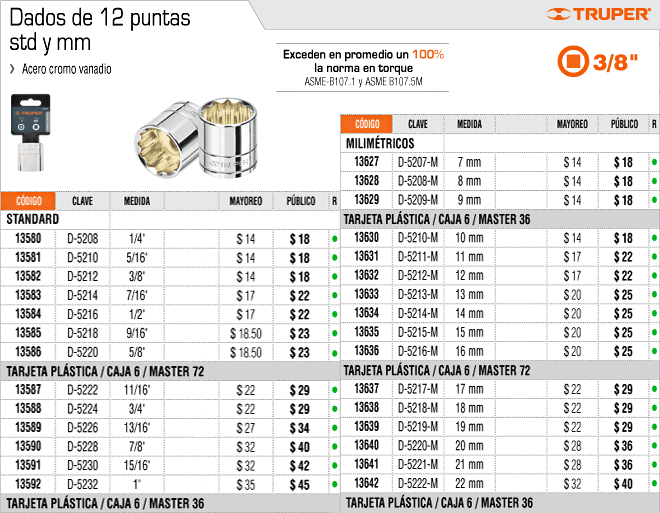 Dados de 12 puntas
std y mm
› Acero cromo vanadio
TRUPER®
Exceden en promedio un 100%
la norma en torque
ASME-B107.1 y ASME B107.5M
3/8"
TRUPER
TRUPER
CÓDIGO CLAVE MEDIDA MAYOREO PÚBLICO R
STANDARD
13580 D-5208 1/4' $ 14 $ 18
13581 D-5210 5/16' $ 14 $ 18
13582 D-5212 3/8' $ 14 $ 18
13583 D-5214 7/16' $ 17 $ 22
13584 D-5216 1/2' $ 17 $ 22
13585 D-5218 9/16' $ 18.50 $ 23
13586 D-5220 5/8' $ 18.50 $ 23
TARJETA PLÁSTICA / CAJA 6 / MASTER 72
13587 D-5222 11/16' $ 22 $ 29
13588 D-5224 3/4' $ 22 $ 29
13589 D-5226 13/16' $ 27 $ 34
13590 D-5228 7/8' $ 32 $ 40
13591 D-5230 15/16' $ 32 $ 42
13592 D-5232 1" $ 35 $ 45
TARJETA PLÁSTICA / CAJA 6 / MASTER 36
CÓDIGO CLAVE MEDIDA MAYOREO PÚBLICO R
MILIMÉTRICOS
13627 D-5207-M 7 mm $ 14 $ 18
13628 D-5208-M 8 mm $ 14 $ 18
13629 D-5209-M 9 mm $ 14 $ 18
TARJETA PLÁSTICA / CAJA 6 / MASTER 36
13630 D-5210-M 10 mm $ 14 $ 18
13631 D-5211-M 11 mm $ 17 $ 22
13632 D-5212-M 12 mm $ 17 $ 22
13633 D-5213-M 13 mm $ 20 $ 25
13634 D-5214-M 14 mm $ 20 $ 25
13635 D-5215-M 15 mm $ 20 $ 25
13636 D-5216-M 16 mm $ 20 $ 25
TARJETA PLÁSTICA / CAJA 6 / MASTER 72
13637 D-5217-M 17 mm $ 22 $ 29
13638 D-5218-M 18 mm $ 22 $ 29
13639 D-5219-M 19 mm $ 22 $ 29
13640 D-5220-M 20 mm $ 28 $ 36
13641 D-5221-M 21 mm $ 28 $ 36
13642 D-5222-M 22 mm $ 32 $ 40
TARJETA PLÁSTICA / CAJA 6 / MASTER 36